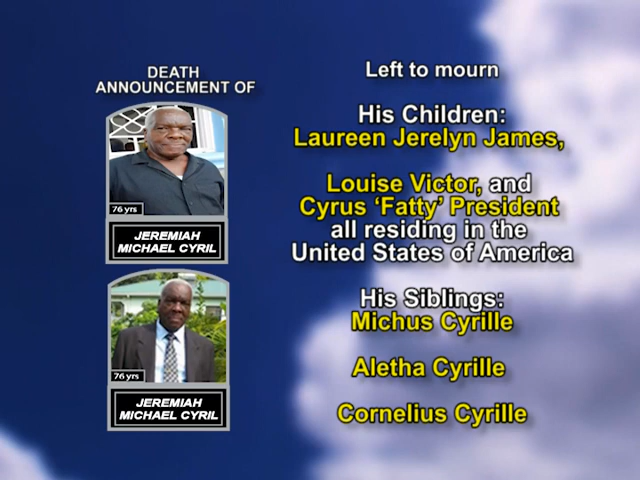 DEATH
ANNOUNCEMENT OF
76 yrs
JEREMIAH
MICHAEL CYRIL
76 yrs
JEREMIAH
MICHAEL CYRIL
Left to mourn
His Children:
Laureen Jerelyn James,
Louise Victor, and
Cyrus ‘Fatty’ President
all residing in the
United States of America
His Siblings:
Michus Cyrille
Aletha Cyrille
Cornelius Cyrille